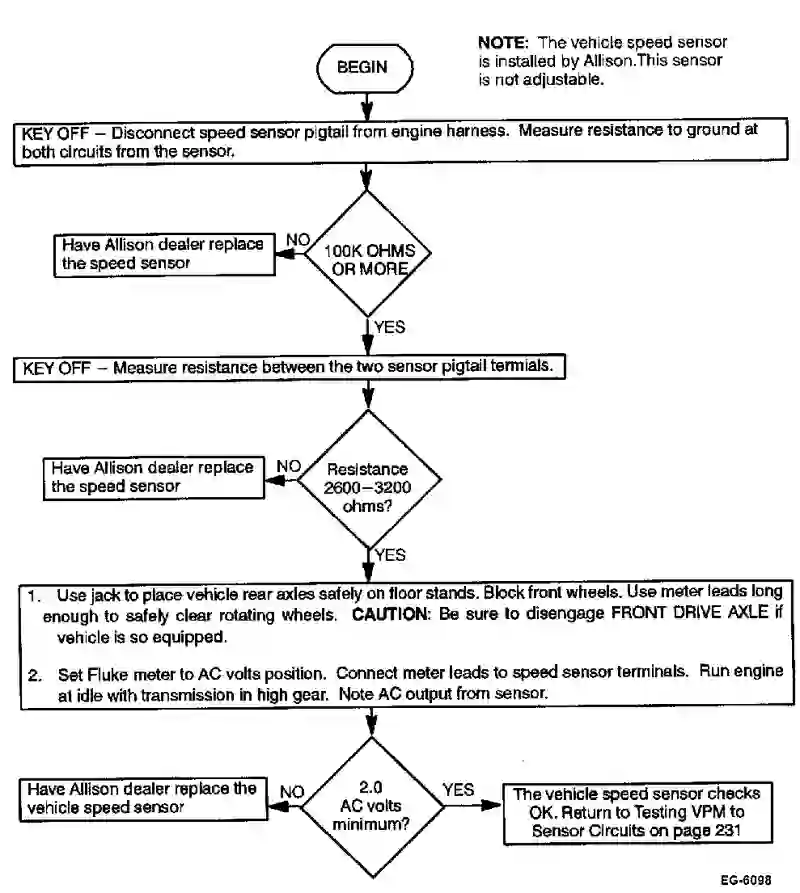 NOTE: The vehicle speed sensor
is installed by Allison.This sensor
is not adjustable.
BEGIN
KEY OFF – Disconnect speed sensor pigtail from engine harness. Measure resistance to ground at
both circuits from the sensor.
Have Allison dealer replace
the speed sensor
NO
100K OHMS
OR MORE
YES
KEY OFF – Measure resistance between the two sensor pigtail termials.
Have Allison dealer replace
the speed sensor
NO
Resistance
2600–3200
ohms?
YES
1. Use jack to place vehicle rear axles safely on floor stands. Block front wheels. Use meter leads long
enough to safely clear rotating wheels. CAUTION: Be sure to disengage FRONT DRIVE AXLE if
vehicle is so equipped.
2. Set Fluke meter to AC volts position. Connect meter leads to speed sensor terminals. Run engine
at idle with transmission in high gear. Note AC output from sensor.
Have Allison dealer replace the
vehicle speed sensor
NO
2.0
AC volts
minimum?
YES
The vehicle speed sensor checks
OK. Return to Testing VPM to
Sensor Circuits on page 231
EG-6098